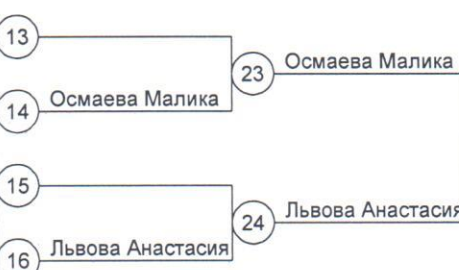 13
23 Осмаева Малика
14 Осмаева Малика
15
24 Львова Анастасия
16 Львова Анастасия